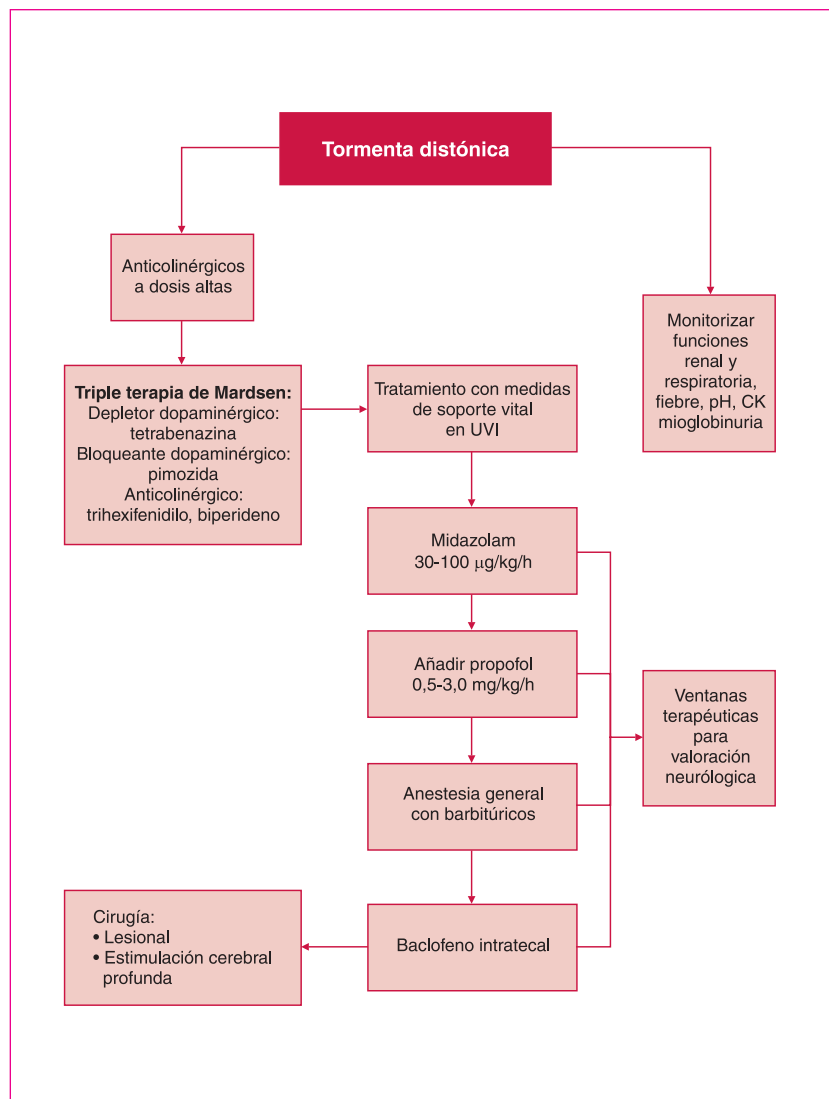 Tormenta distónica
Anticolinérgicos
a dosis altas
Monitorizar
funciones
renal y
respiratoria,
fiebre, pH, CK
mioglobinuria
Triple terapia de Mardsen:
Depletor dopaminérgico:
tetrabenazina
Bloqueante dopaminérgico:
pimozida
Anticolinérgico:
trihexifenidilo, biperideno
Tratamiento con medidas
de soporte vital
en UVI
Midazolam
30-100 μg/kg/h
Añadir propofol
0,5-3,0 mg/kg/h
Ventanas
terapéuticas
para
valoración
neúrologica
Anestesia general
con barbitúricos
Baclofeno intratecal
Cirugía:
• Lesional
• Estimulación cerebral
profunda